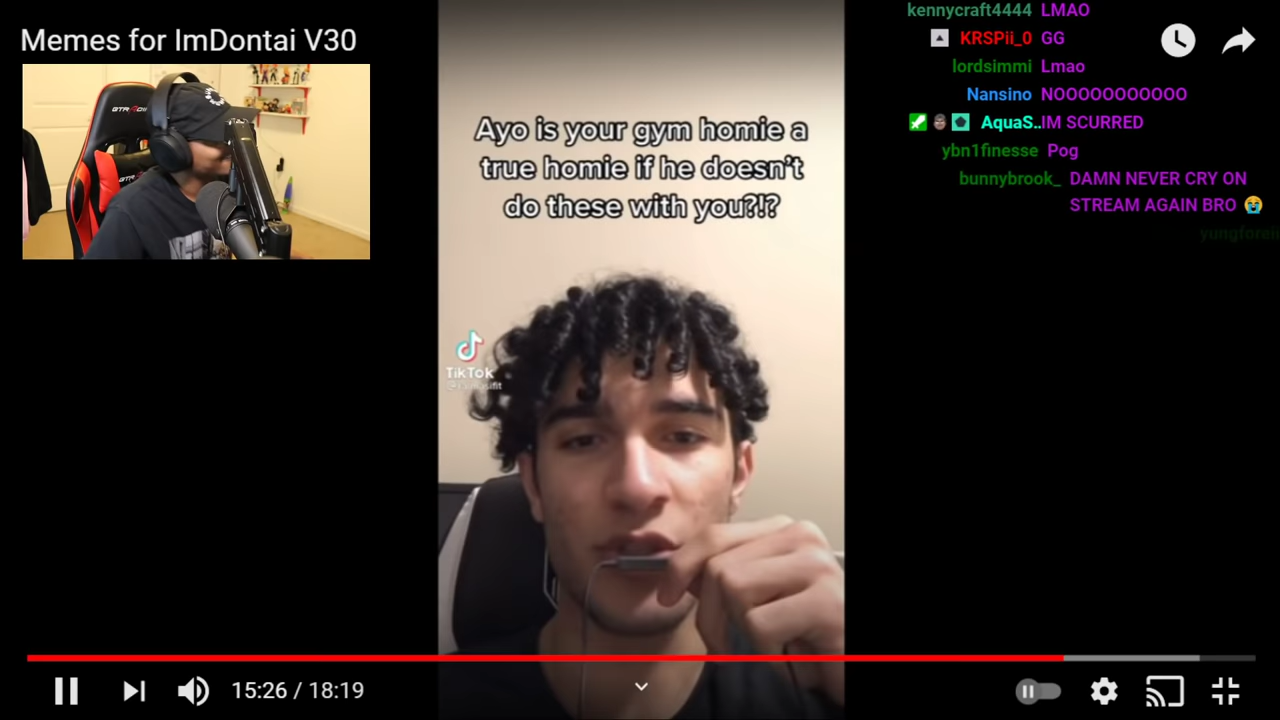 Memes for ImDontai V30
kennycraft4444 LMAO
KRSPii_0 GG
lordsimmi Lmao
Nansino NOOOOOOOOOOO
AquaS..IM SCURRED
ybn1finesse Pog
bunnybrook_ DAMN NEVER CRY ON
STREAM AGAIN BRO 😭
Ayo is your gym homie a
true homie if he doesn't
do these with you?!?
TikTok
15:26 / 18:19